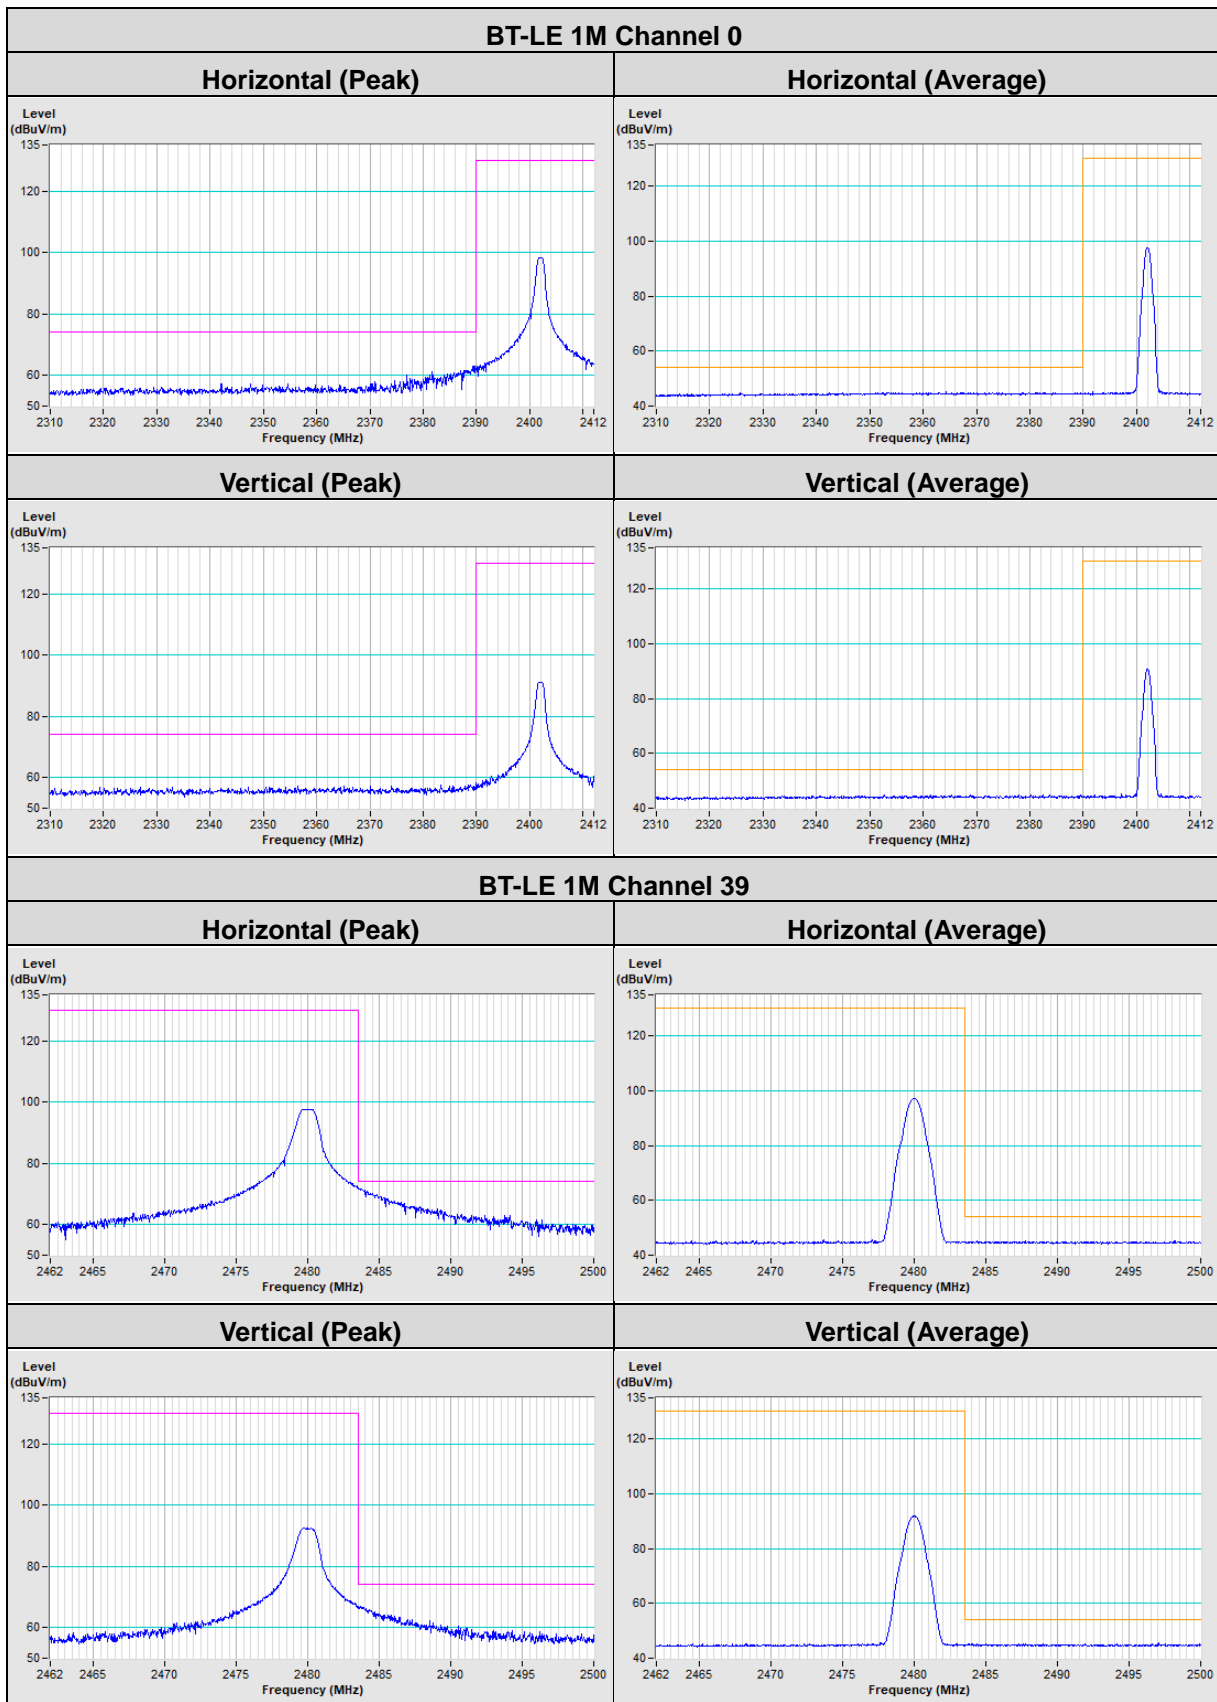 BT-LE 1M Channel 0
Horizontal (Peak)
Horizontal (Average)
Level
(dBuV/m)
135
120
100
80
60
50
2310 2320 2330 2340 2350 2360 2370 2380 2390 2400 2412
Frequency (MHz)
Level
(dBuV/m)
135
120
100
80
60
40
2310 2320 2330 2340 2350 2360 2370 2380 2390 2400 2412
Frequency (MHz)
Vertical (Peak)
Vertical (Average)
Level
(dBuV/m)
135
120
100
80
60
50
2310 2320 2330 2340 2350 2360 2370 2380 2390 2400 2412
Frequency (MHz)
Level
(dBuV/m)
135
120
100
80
60
40
2310 2320 2330 2340 2350 2360 2370 2380 2390 2400 2412
Frequency (MHz)
BT-LE 1M Channel 39
Horizontal (Peak)
Horizontal (Average)
Level
(dBuV/m)
135
120
100
80
60
50
2462 2465 2470 2475 2480 2485 2490 2495 2500
Frequency (MHz)
Level
(dBuV/m)
135
120
100
80
60
40
2462 2465 2470 2475 2480 2485 2490 2495 2500
Frequency (MHz)
Vertical (Peak)
Vertical (Average)
Level
(dBuV/m)
135
120
100
80
60
50
2462 2465 2470 2475 2480 2485 2490 2495 2500
Frequency (MHz)
Level
(dBuV/m)
135
120
100
80
60
40
2462 2465 2470 2475 2480 2485 2490 2495 2500
Frequency (MHz)